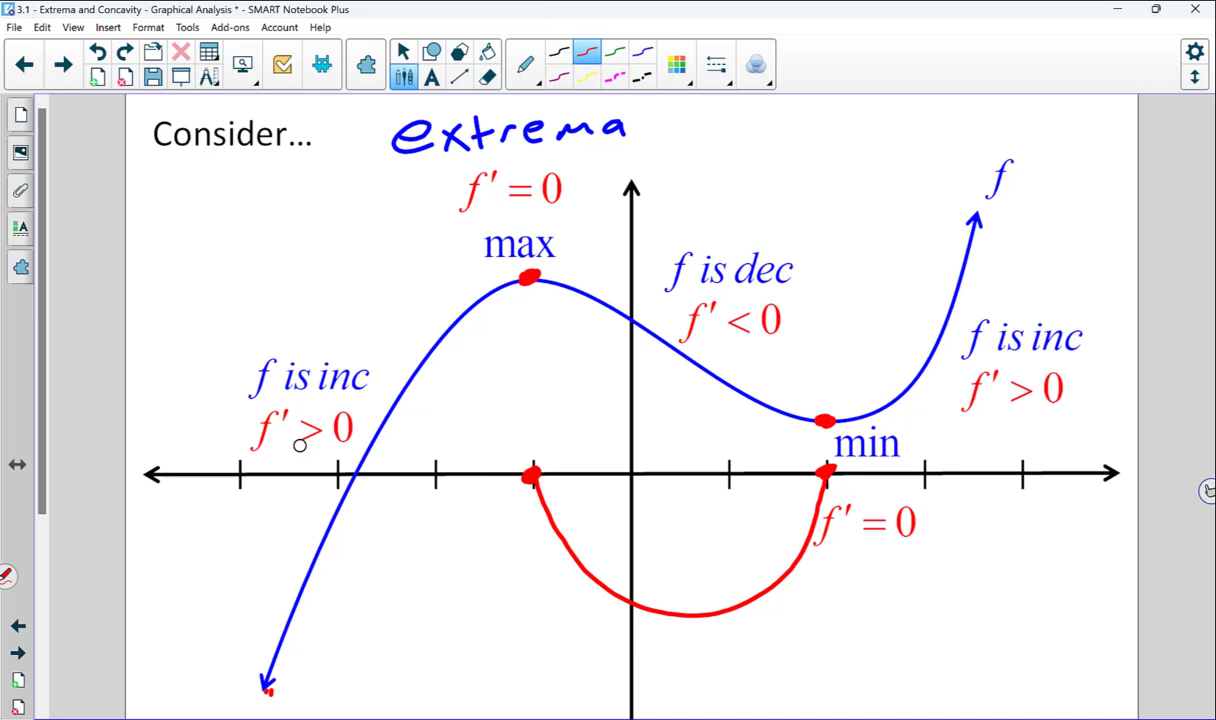 3.1 - Extrema and Concavity - Graphical Analysis * - SMART Notebook Plus
File Edit View Insert Format Tools Add-ons Account Help
Consider... extrema
f' = 0
max
f
f is dec
f' < 0
f is inc
f' > 0
f is inc
f' > 0
min
f' = 0